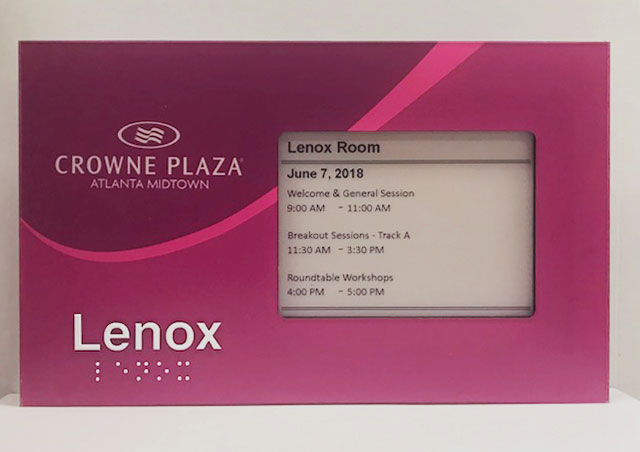 CROWNE PLAZA®
ATLANTA MIDTOWN
Lenox
⠇⠑⠝⠕⠭
Lenox Room
June 7, 2018
Welcome & General Session
9:00 AM - 11:00 AM
Breakout Sessions - Track A
11:30 AM - 3:30 PM
Roundtable Workshops
4:00 PM - 5:00 PM